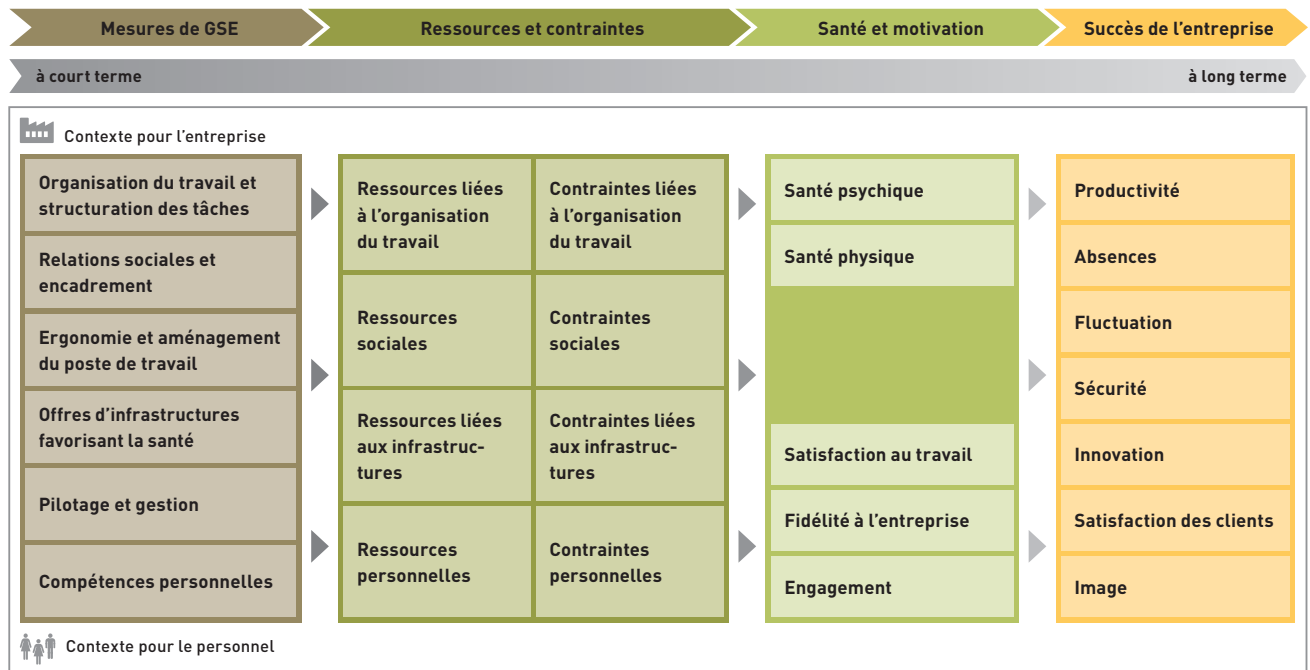 Mesures de GSE
Ressources et contraintes
Santé et motivation
Succès de l'entreprise
à court terme
à long terme
Contexte pour l'entreprise
Organisation du travail et
structuration des tâches
Relations sociales et
encadrement
Ergonomie et aménagement
du poste de travail
Offres d'infrastructures
favorisant la santé
Pilotage et gestion
Compétences personnelles
Ressources liées
à l'organisation
du travail
Contraintes liées
à l'organisation
du travail
Ressources
sociales
Contraintes
sociales
Ressources liées
aux infrastruc-
tures
Contraintes liées
aux infrastruc-
tures
Ressources
personnelles
Contraintes
personnelles
Santé psychique
Santé physique
Satisfaction au travail
Fidélité à l'entreprise
Engagement
Productivité
Absences
Fluctuation
Sécurité
Innovation
Satisfaction des clients
Image
Contexte pour le personnel